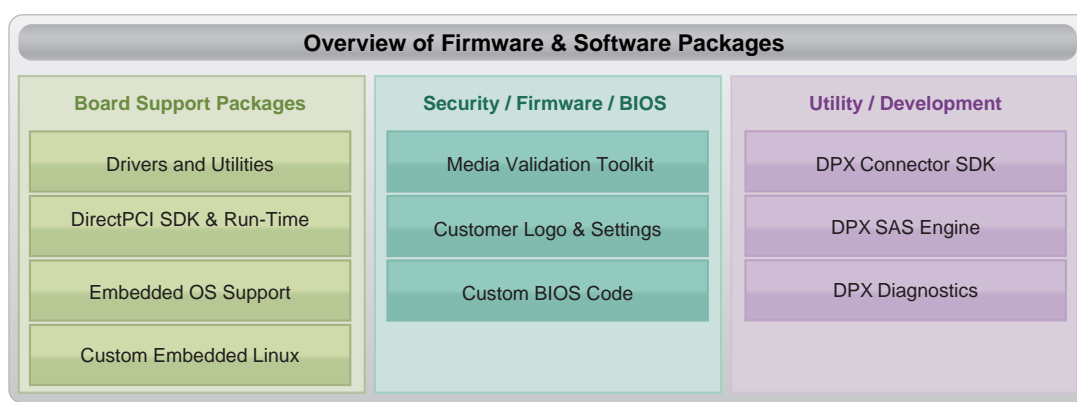 Overview of Firmware & Software Packages
Board Support Packages
Drivers and Utilities
DirectPCI SDK & Run-Time
Embedded OS Support
Custom Embedded Linux
Security / Firmware / BIOS
Media Validation Toolkit
Customer Logo & Settings
Custom BIOS Code
Utility / Development
DPX Connector SDK
DPX SAS Engine
DPX Diagnostics